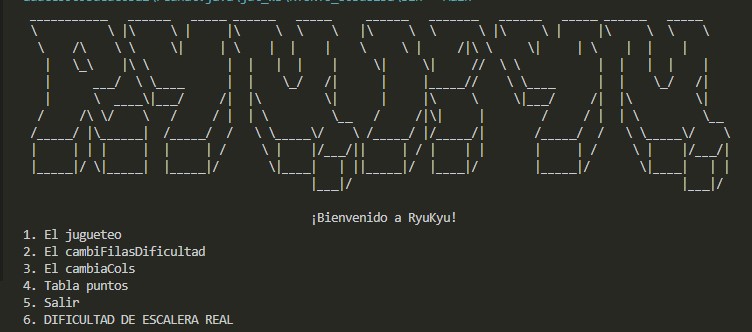 ¡Bienvenido a RyuKyu!
1. El jugueteo
2. El cambiFilasDificultad
3. El cambiaCols
4. Tabla puntos
5. Salir
6. DIFICULTAD DE ESCALERA REAL